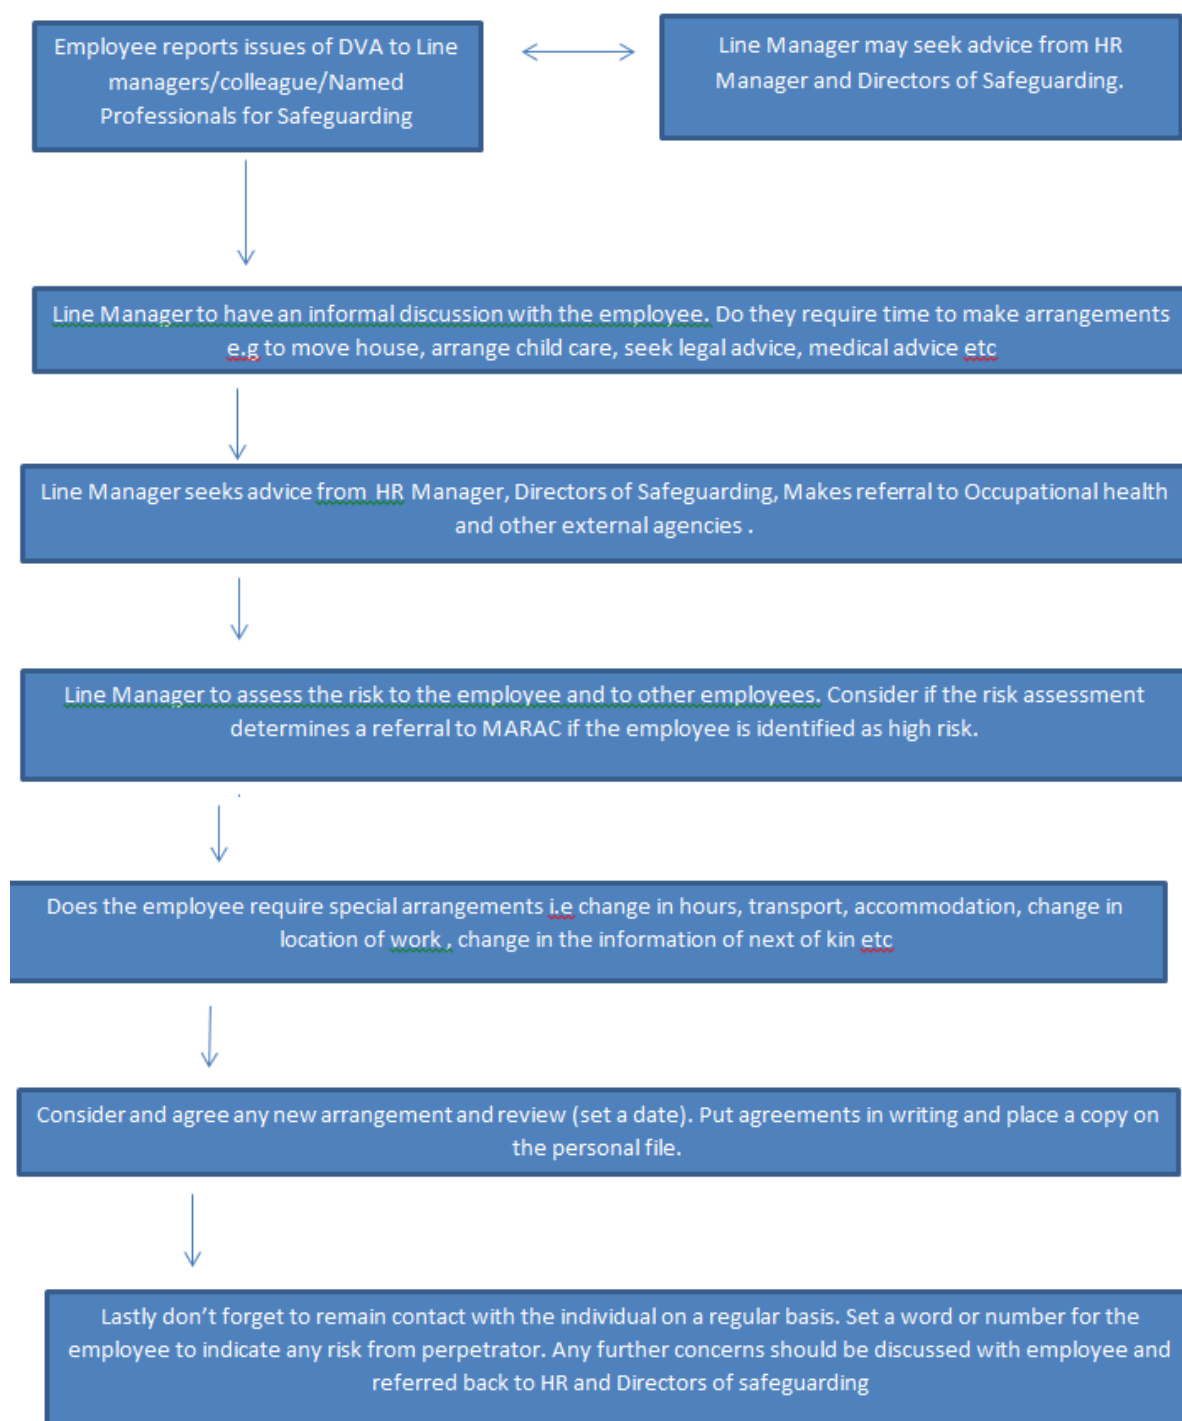 Employee reports issues of DVA to Line
managers/colleague/Named
Professionals for Safeguarding
Line Manager may seek advice from HR
Manager and Directors of Safeguarding.
Line Manager to have an informal discussion with the employee. Do they require time to make arrangements
e.g to move house, arrange child care, seek legal advice, medical advice etc
Line Manager seeks advice from HR Manager, Directors of Safeguarding, Makes referral to Occupational health
and other external agencies .
Line Manager to assess the risk to the employee and to other employees. Consider if the risk assessment
determines a referral to MARAC if the employee is identified as high risk.
Does the employee require special arrangements i.e change in hours, transport, accommodation, change in
location of work , change in the information of next of kin etc
Consider and agree any new arrangement and review (set a date). Put agreements in writing and place a copy on
the personal file.
Lastly don't forget to remain contact with the individual on a regular basis. Set a word or number for the
employee to indicate any risk from perpetrator. Any further concerns should be discussed with employee and
referred back to HR and Directors of safeguarding